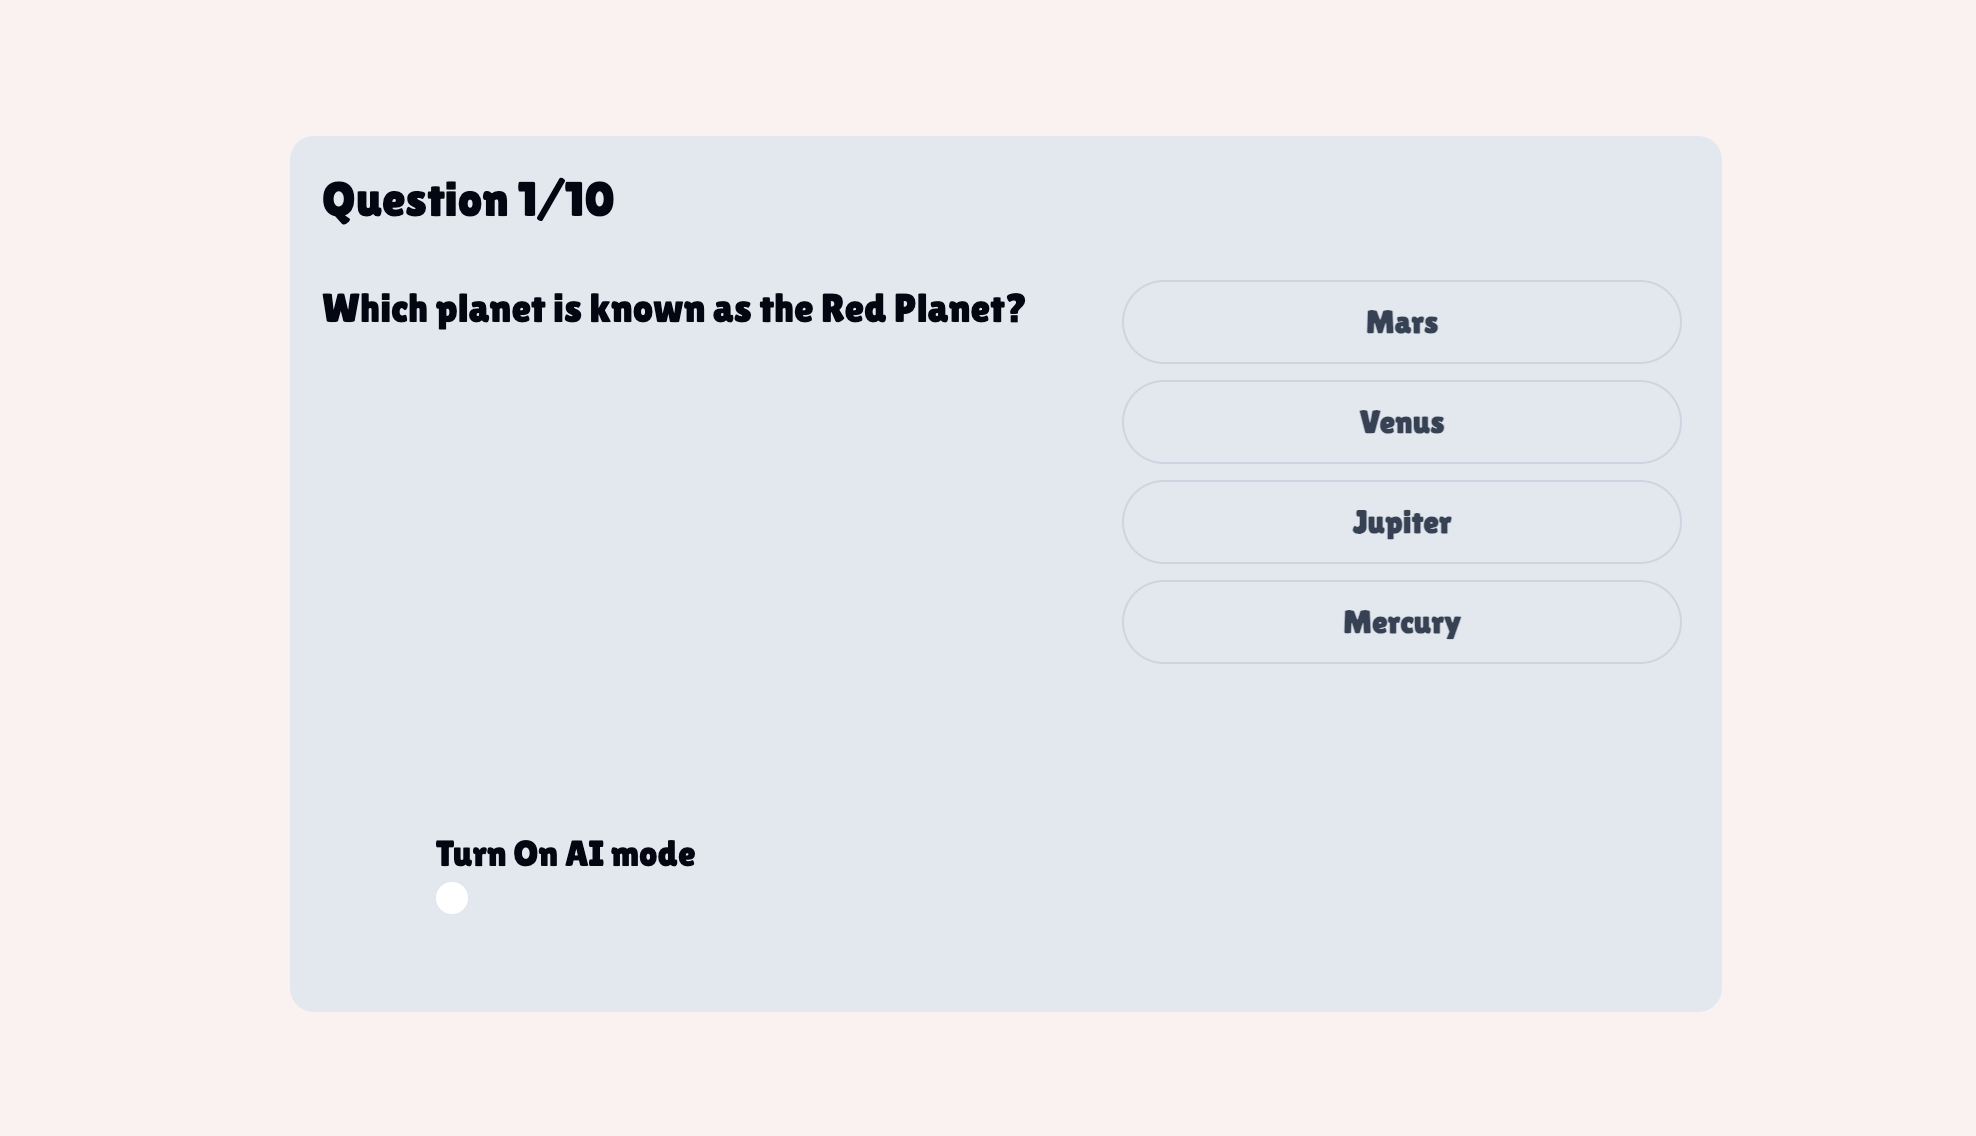 Question 1/10
Which planet is known as the Red Planet?
Mars
Venus
Jupiter
Mercury
Turn On AI mode